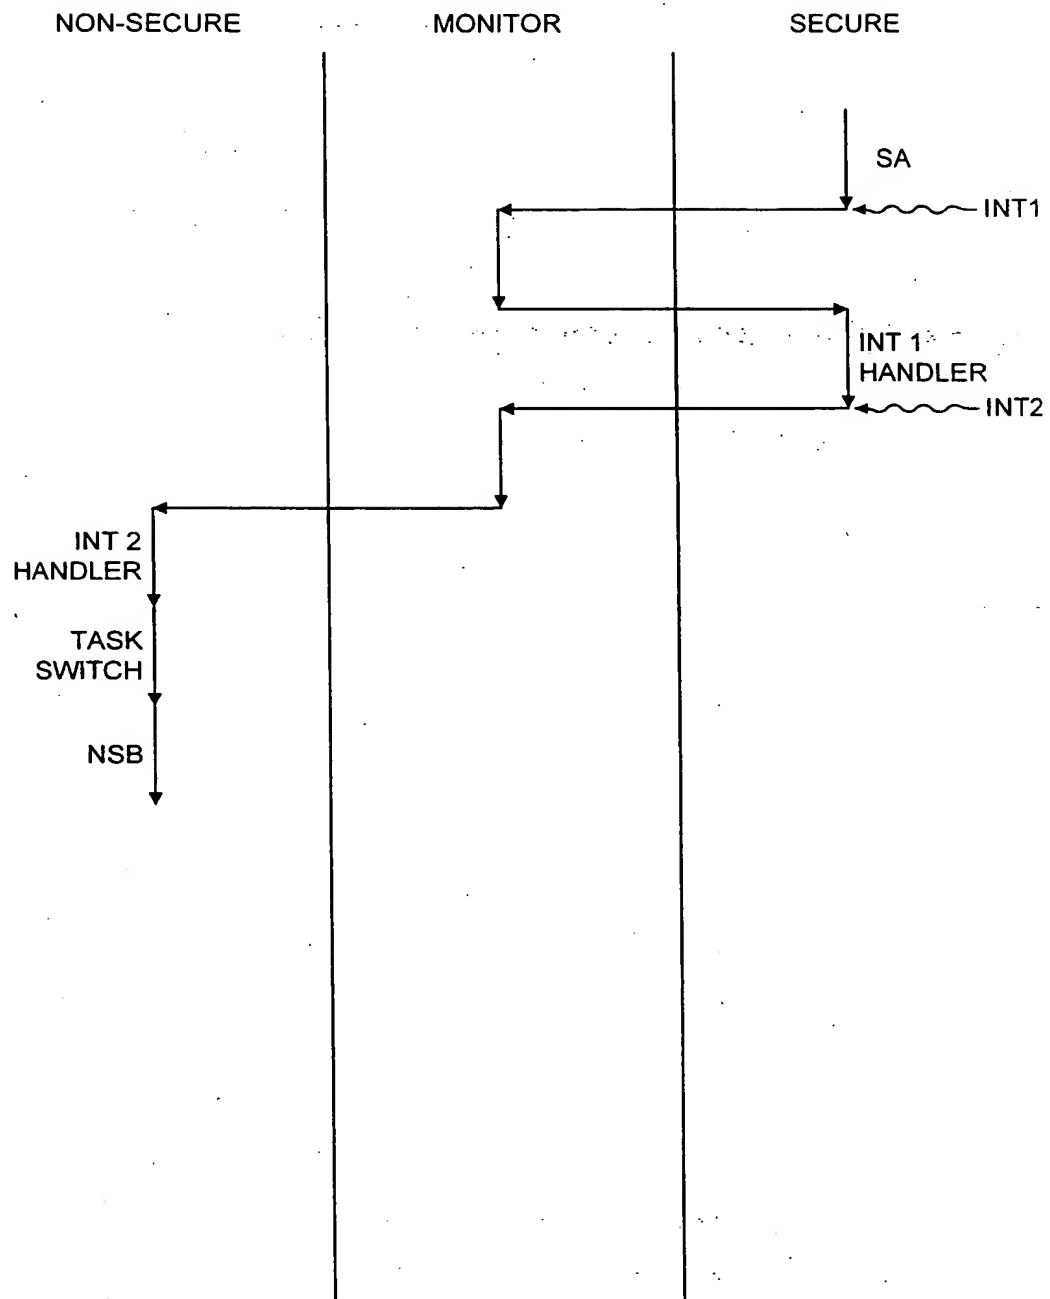 NON-SECURE
MONITOR
SECURE
SA
INT1
INT 1
HANDLER
INT2
INT 2
HANDLER
TASK
SWITCH
NSB